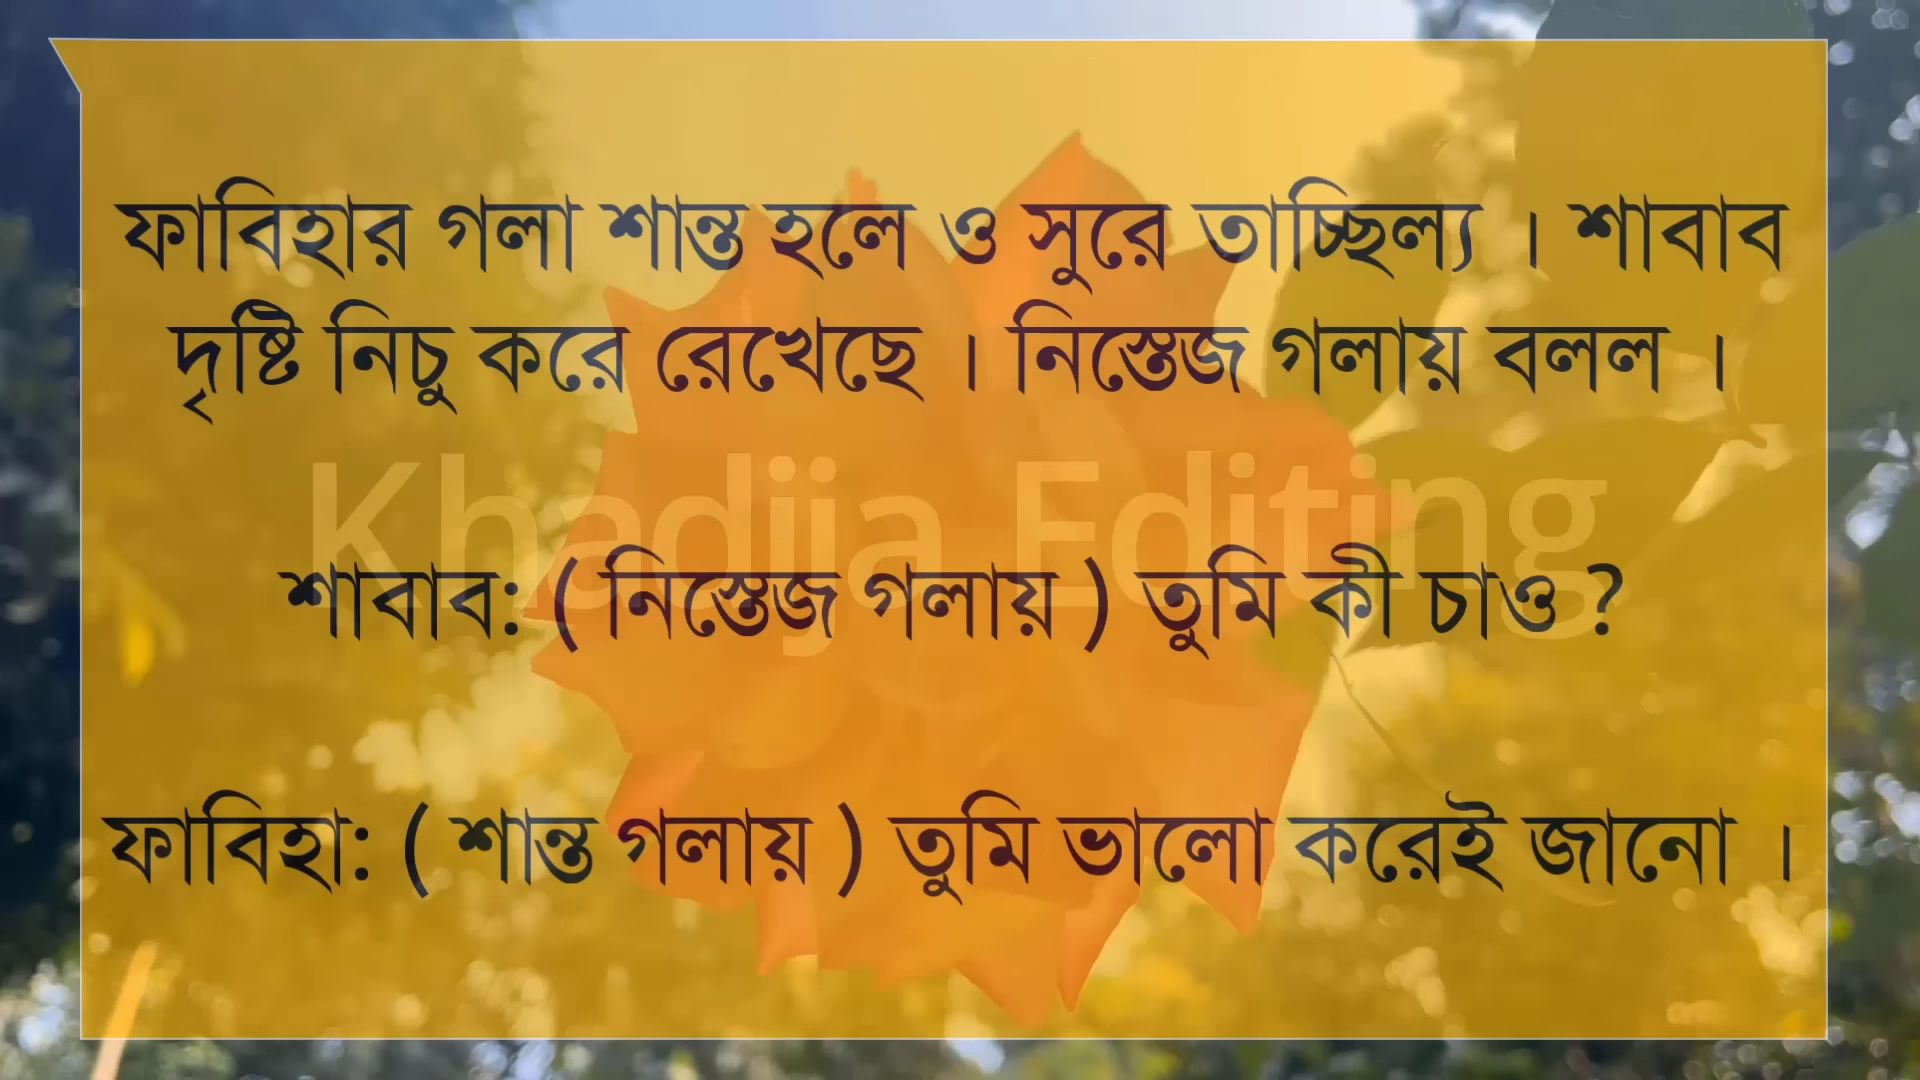 ফাবিহার গলা শান্ত হলে ও সুরে তাচ্ছিল্য । শাবাব
দৃষ্টি নিচু করে রেখেছে । নিস্তেজ গলায় বলল ।
Khadija Editing
শাবাব: ( নিস্তেজ গলায় ) তুমি কী চাও ?
ফাবিহা: ( শান্ত গলায় ) তুমি ভালো করেই জানো ।